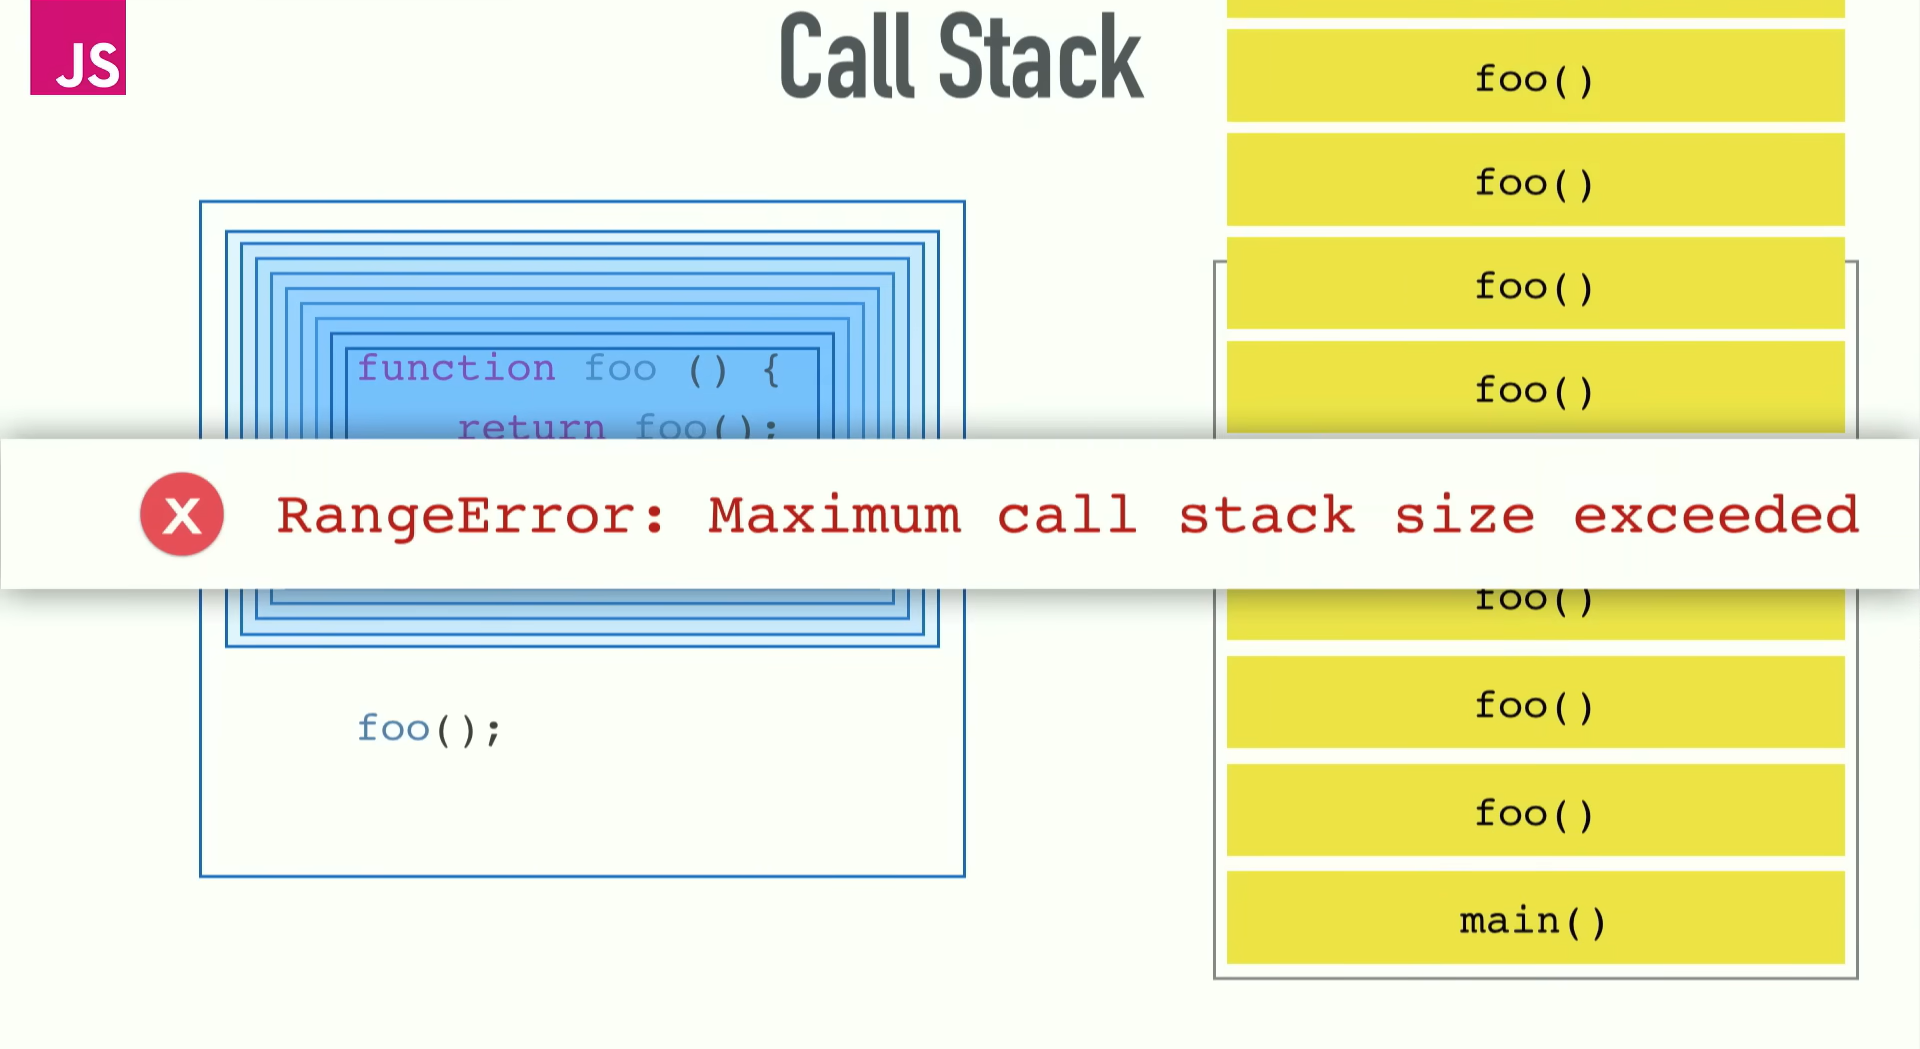 JS
Call Stack
function foo () {
return foo();
foo();
RangeError: Maximum call stack size exceeded
foo()
foo()
foo()
foo()
foo()
foo()
foo()
main()